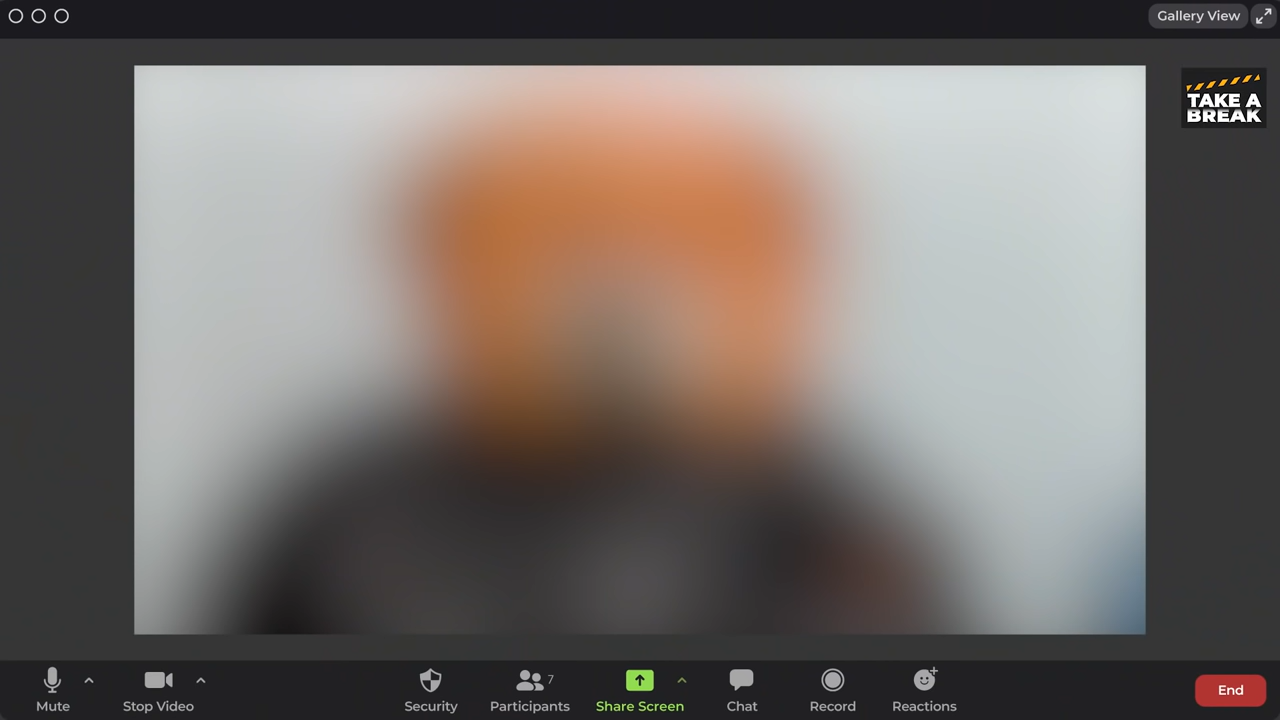 Gallery View
TAKE A
BREAK
Mute
Stop Video
Security
Participants
7
Share Screen
Chat
Record
Reactions
End